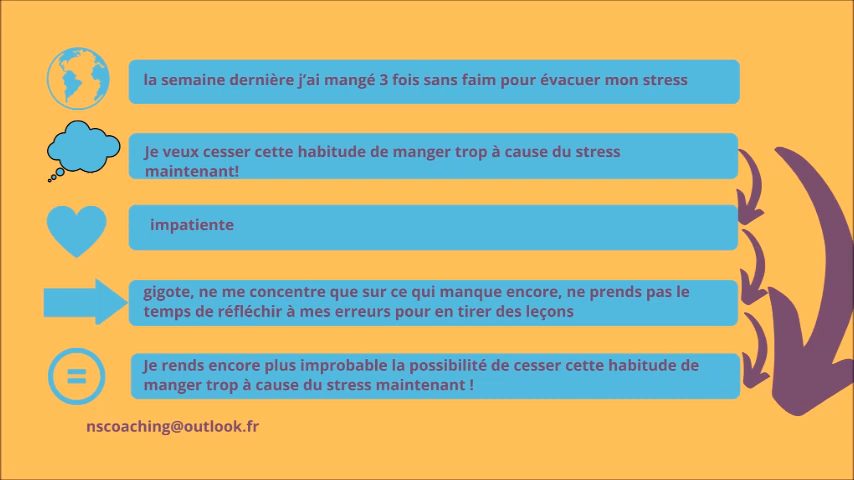 la semaine dernière j'ai mangé 3 fois sans faim pour évacuer mon stress
Je veux cesser cette habitude de manger trop à cause du stress
maintenant!
impatiente
gigote, ne me concentre que sur ce qui manque encore, ne prends pas le
temps de réfléchir à mes erreurs pour en tirer des leçons
Je rends encore plus improbable la possibilité de cesser cette habitude de
manger trop à cause du stress maintenant !
nscoaching@outlook.fr